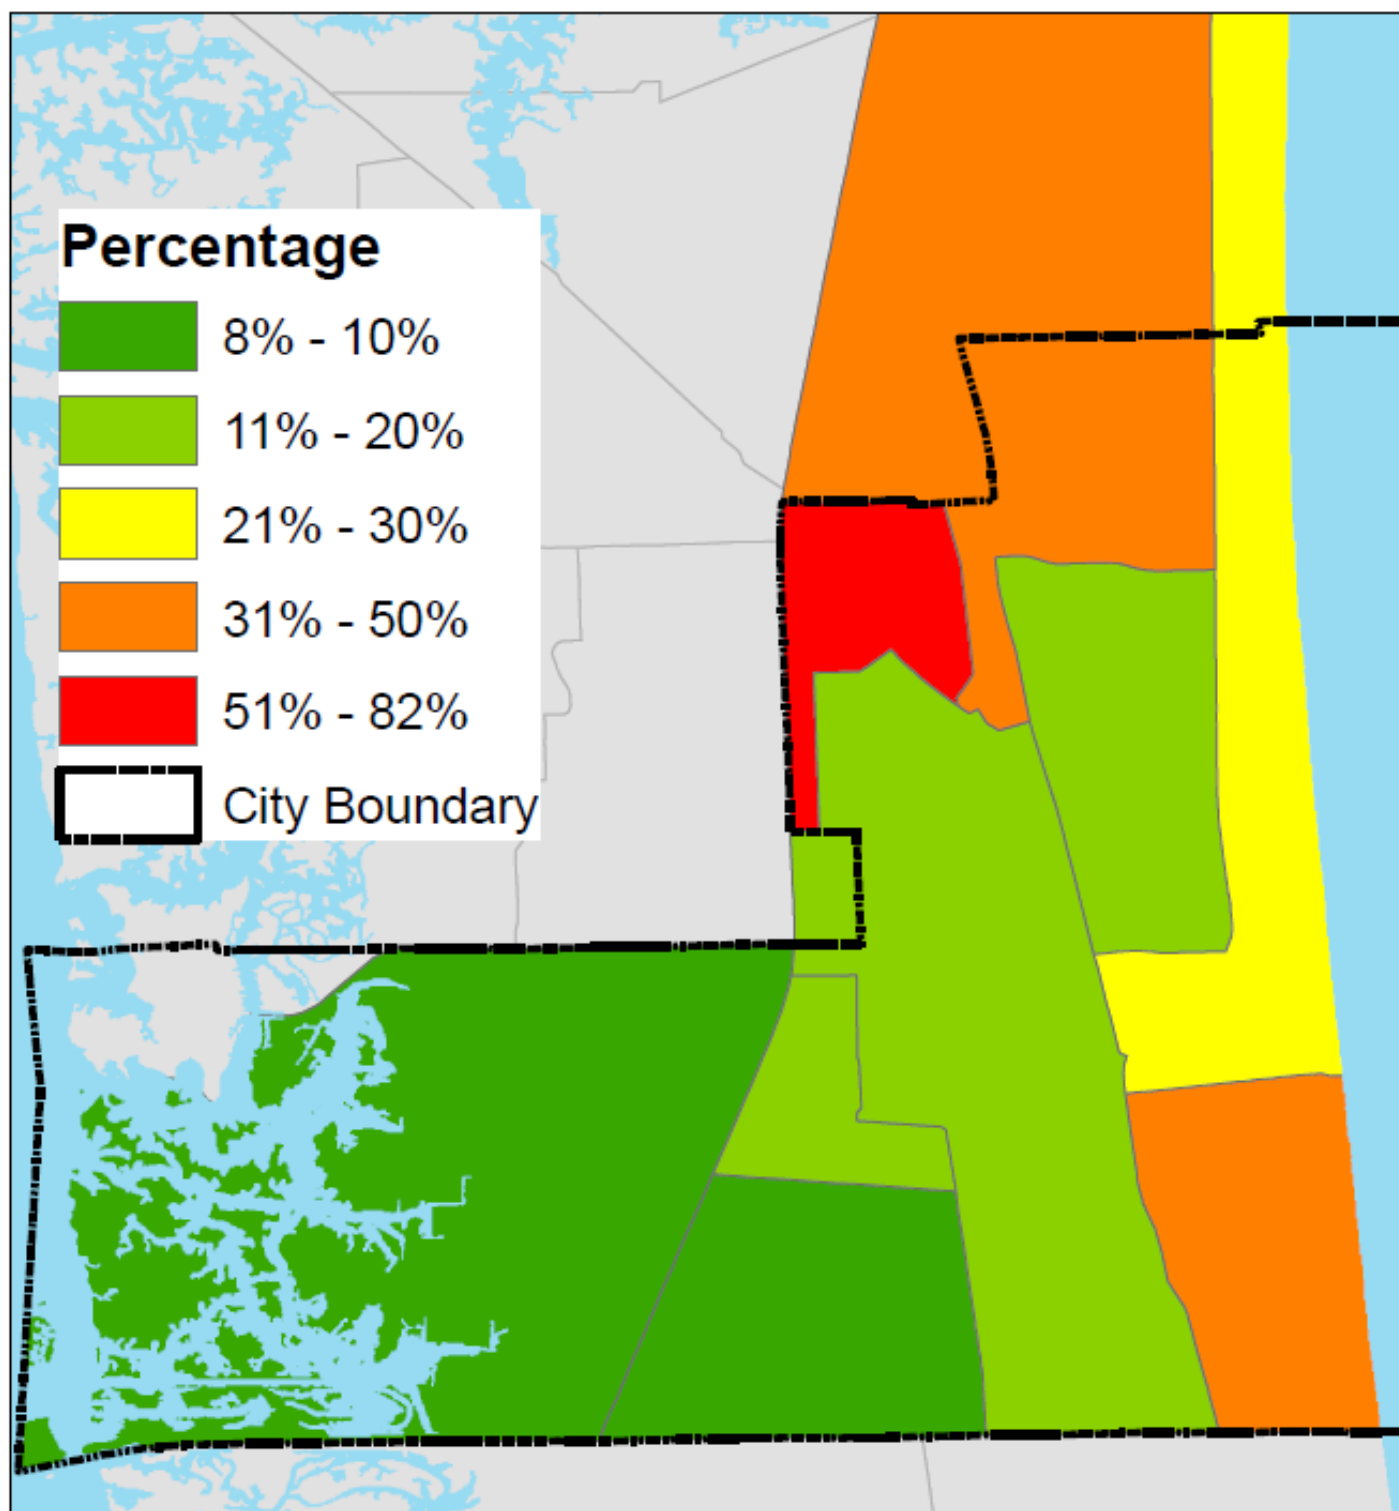 Percentage
8% - 10%
11% - 20%
21% - 30%
31% - 50%
51% - 82%
City Boundary